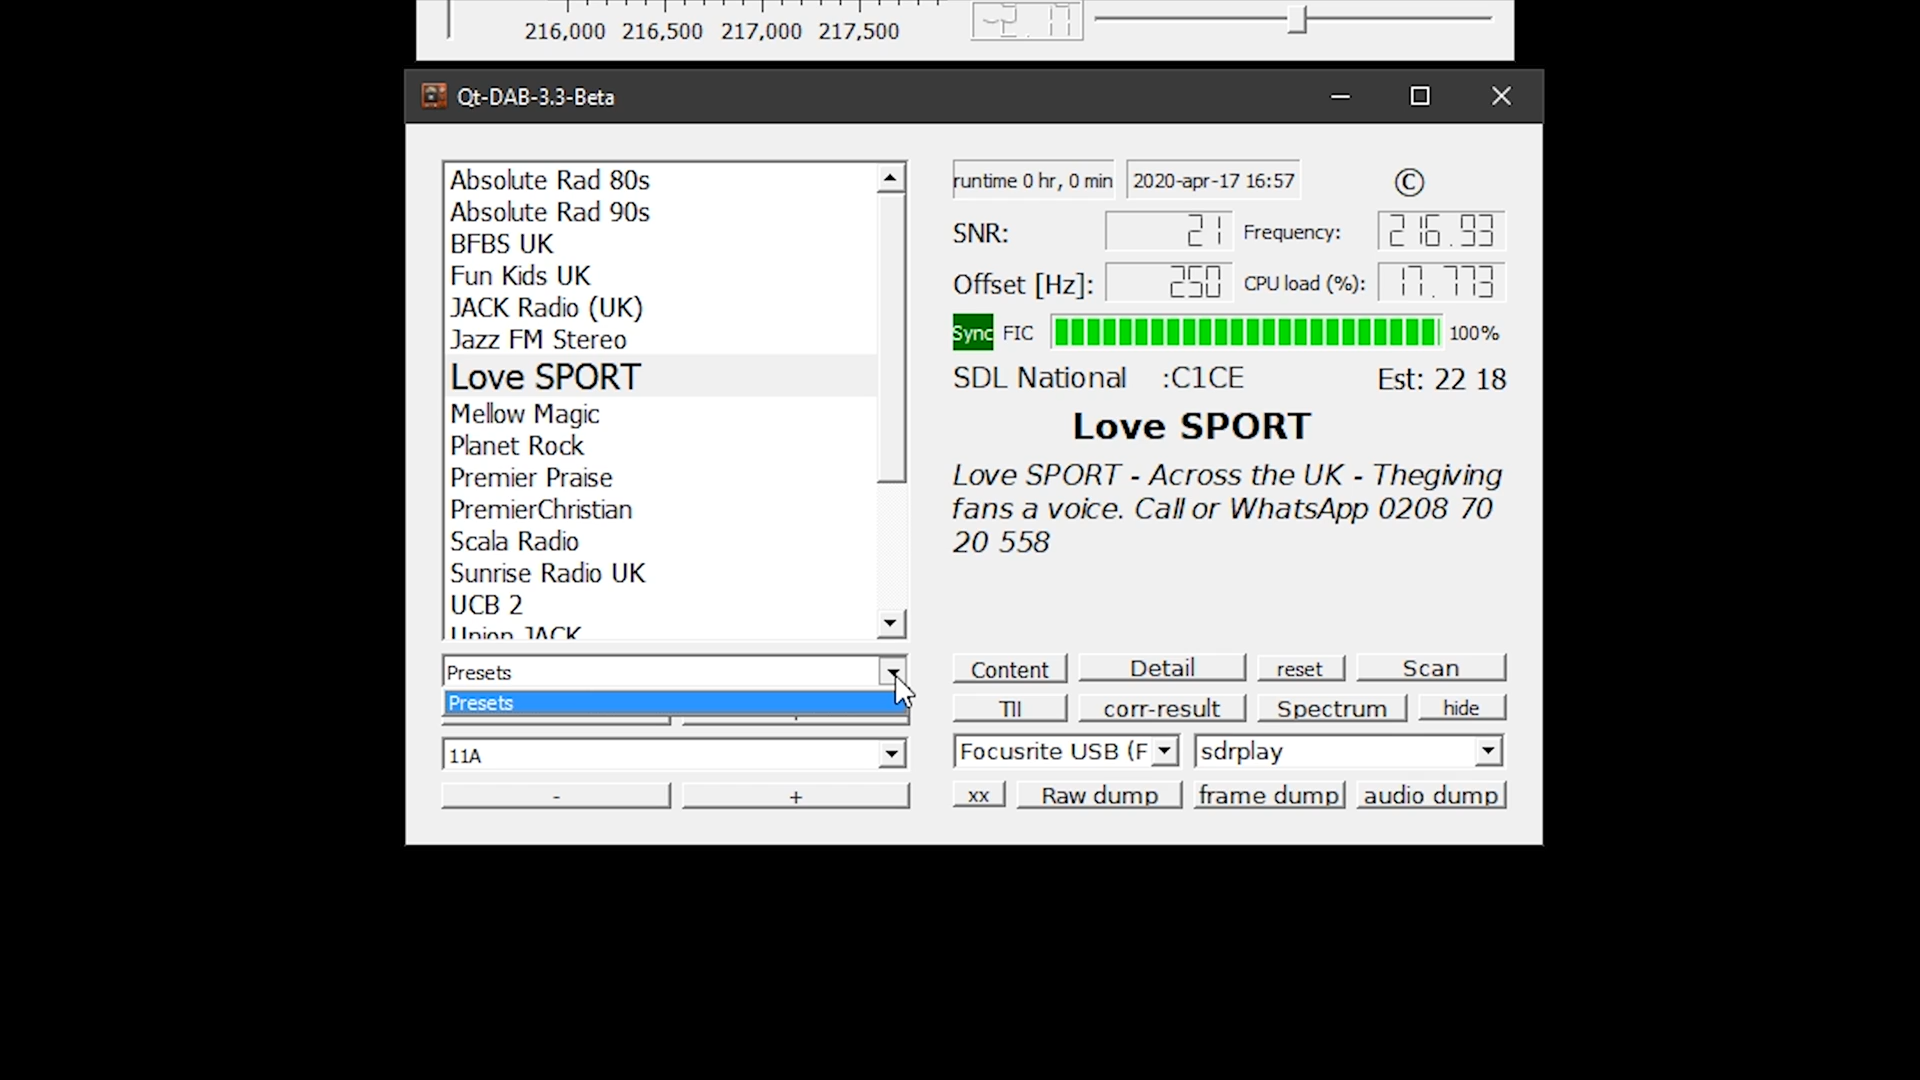 216,000 216,500 217,000 217,500 -2.17
Qt-DAB-3.3-Beta
Absolute Rad 80s
Absolute Rad 90s
BFBS UK
Fun Kids UK
JACK Radio (UK)
Jazz FM Stereo
Love SPORT
Mellow Magic
Planet Rock
Premier Praise
PremierChristian
Scala Radio
Sunrise Radio UK
UCB 2
Union JACK
Presets
Presets
11A
- +
runtime 0 hr, 0 min 2020-apr-17 16:57 ©
SNR: 21 Frequency: 216.93
Offset [Hz]: 250 CPU load (%): 17.773
Sync FIC 100%
SDL National :C1CE Est: 22 18
Love SPORT
Love SPORT - Across the UK - Thegiving
fans a voice. Call or WhatsApp 0208 70
20 558
Content Detail reset Scan
TII corr-result Spectrum hide
Focusrite USB (F sdrplay
xx Raw dump frame dump audio dump